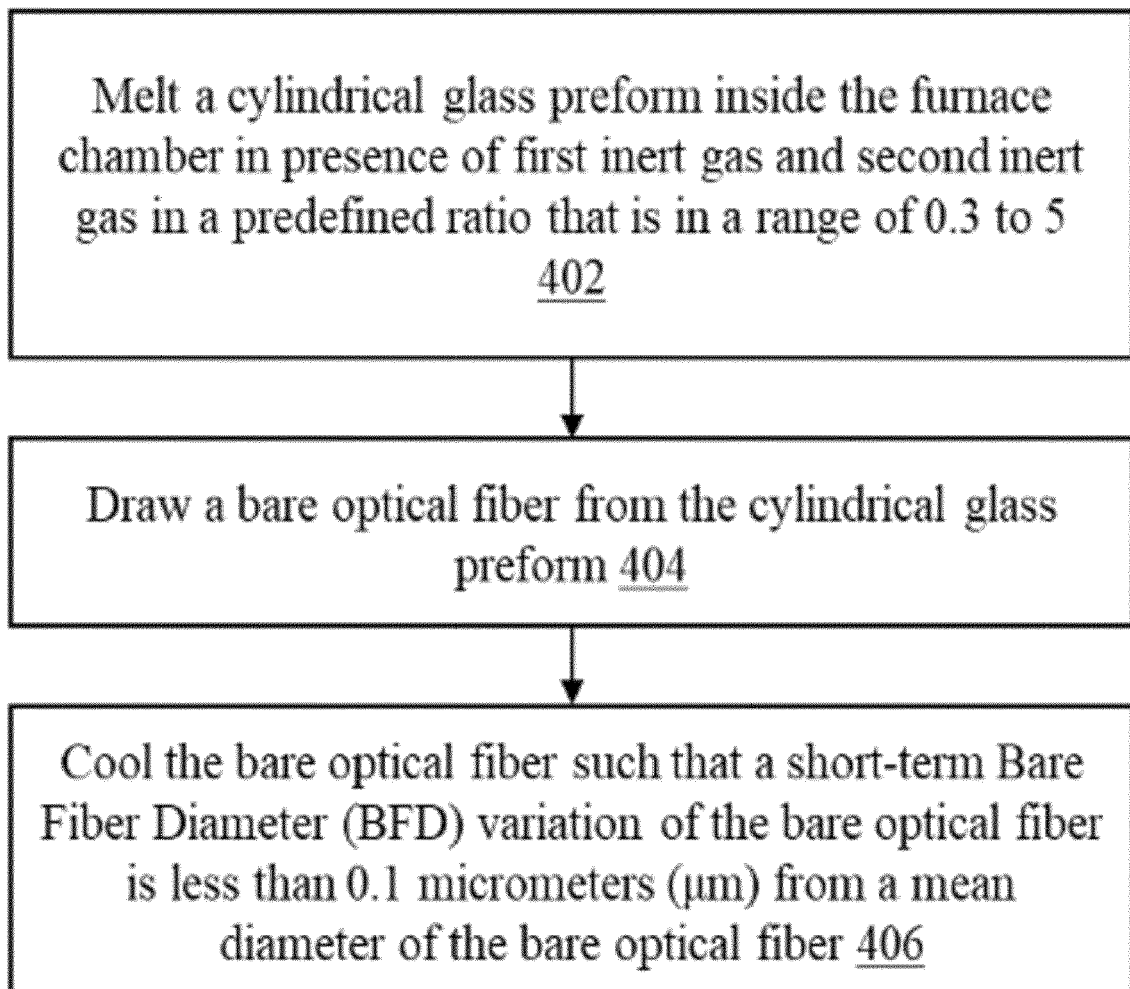 Melt a cylindrical glass preform inside the furnace
chamber in presence of first inert gas and second inert
gas in a predefined ratio that is in a range of 0.3 to 5
402
Draw a bare optical fiber from the cylindrical glass
preform 404
Cool the bare optical fiber such that a short-term Bare
Fiber Diameter (BFD) variation of the bare optical fiber
is less than 0.1 micrometers (μm) from a mean
diameter of the bare optical fiber 406